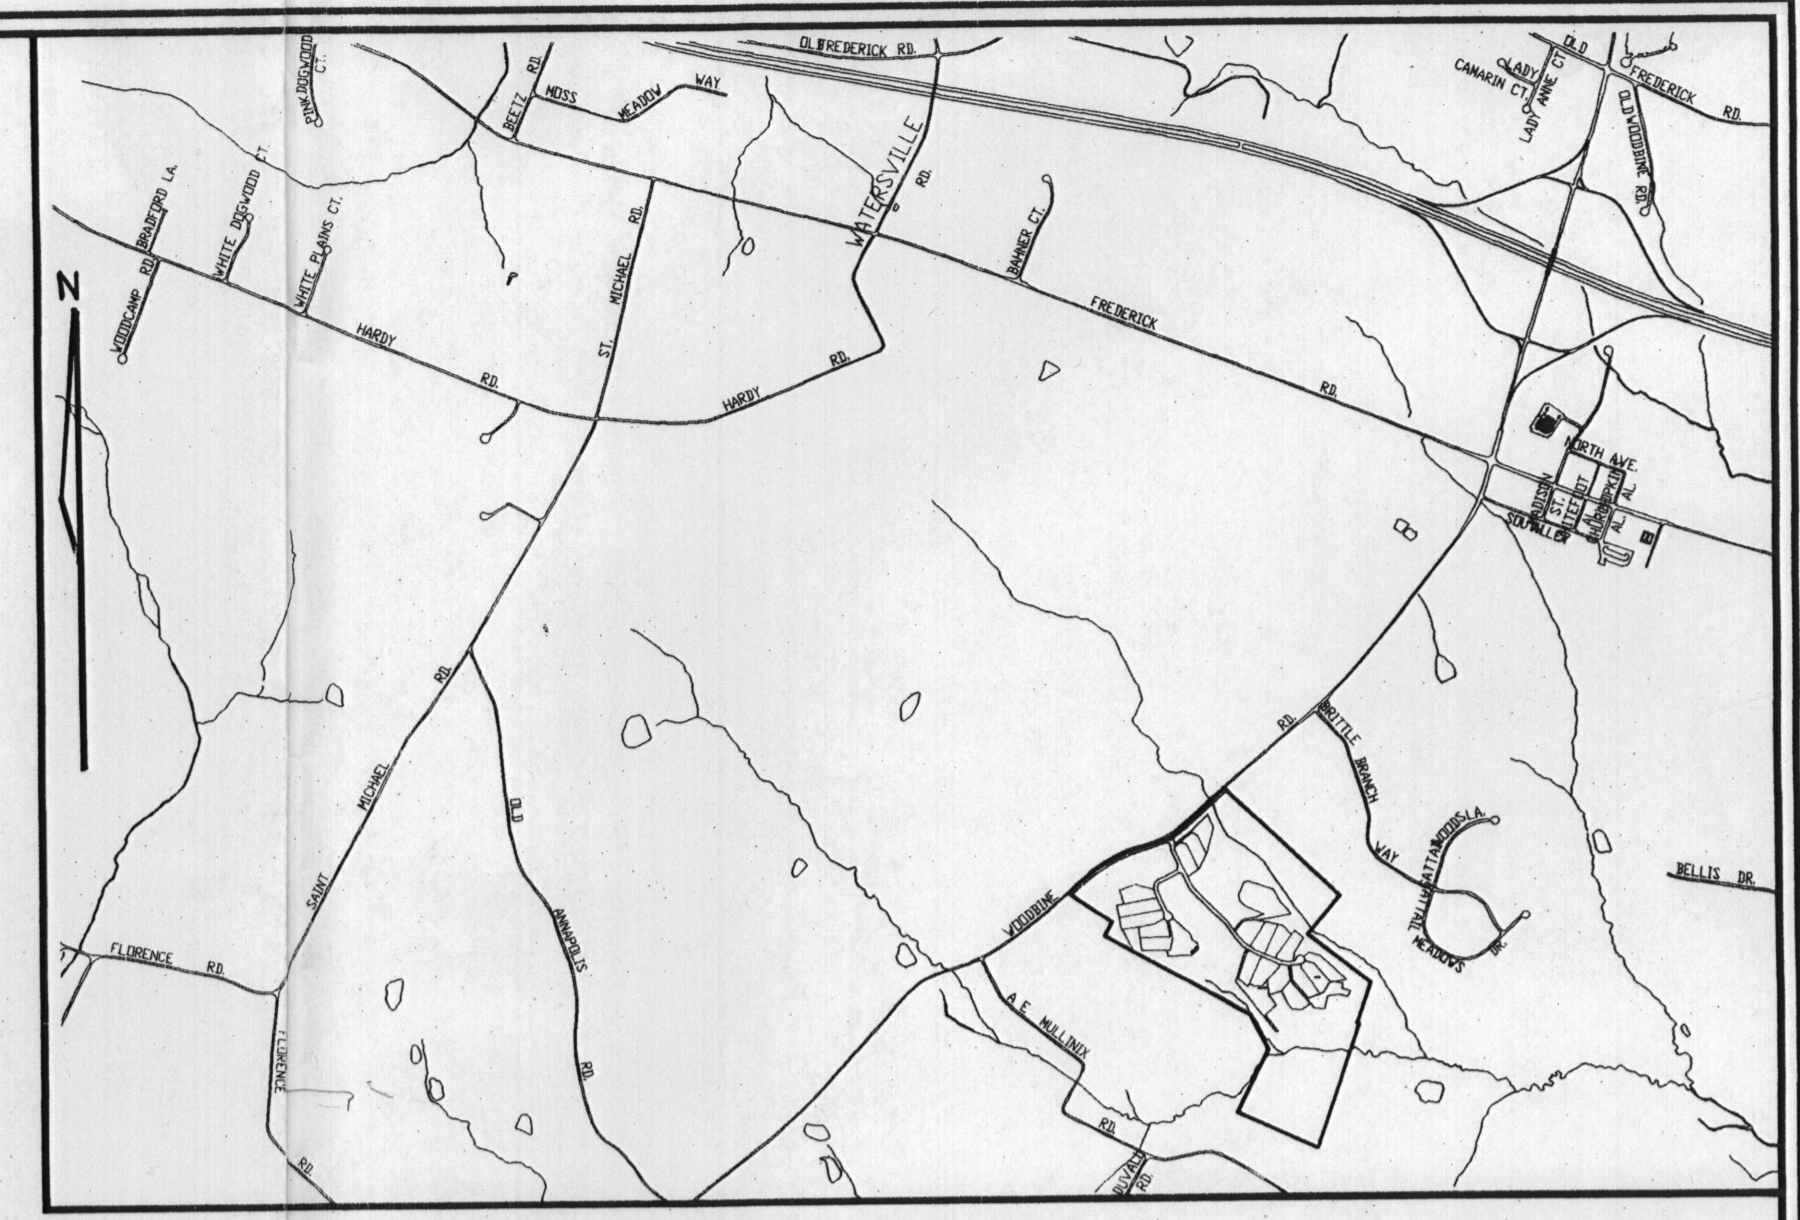 OLD FREDERICK RD.
PINK DOGWOOD CT.
BEETZ RD.
MOSS MEADOW WAY
OLD FREDERICK RD.
CAMARIN CT.
LADY
LADY ANNE CT.
OLD WOODBINE RD.
WATERSVILLE RD.
BRADFORD LA.
WHITE DOGWOOD CT.
WHITE PLAINS CT.
WOODCAMP RD.
N
ST. MICHAEL RD.
BAHNER CT.
HARDY RD.
HARDY RD.
FREDERICK RD.
NORTH AVE.
ST.
AL.
AL.
AL.
SAINT MICHAEL RD.
OLD ANNAPOLIS RD.
WOODBINE RD.
BRITTLE BRANCH WAY
WOODS LA.
MEADOWS DR.
BELLIS DR.
FLORENCE RD.
FLORENCE RD.
A E MULLINIX RD.
DUVALL RD.